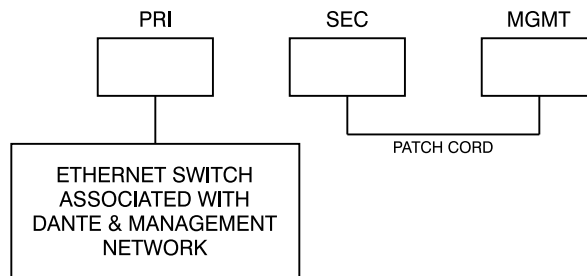 PRI SEC MGMT
PATCH CORD
ETHERNET SWITCH
ASSOCIATED WITH
DANTE & MANAGEMENT
NETWORK